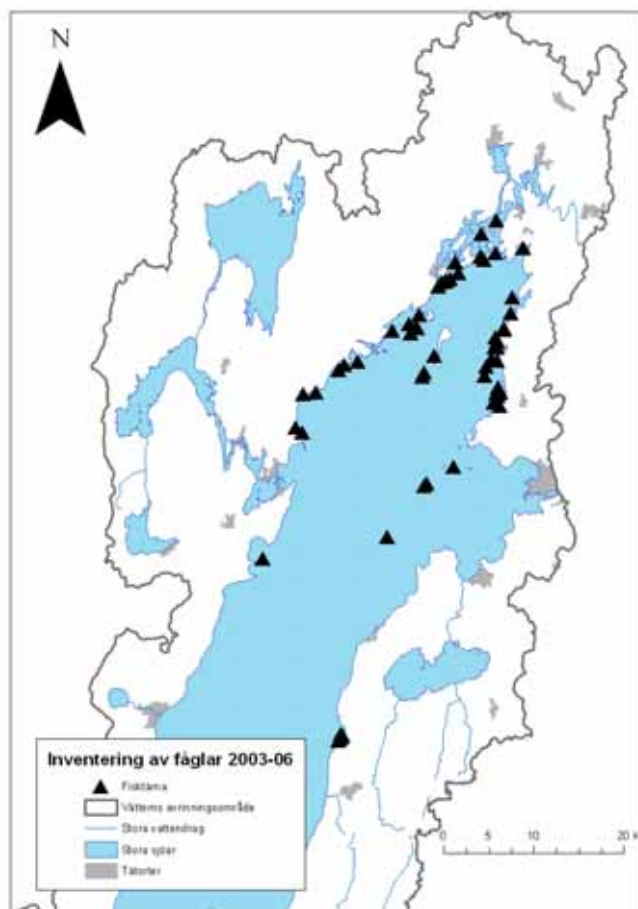 N
Inventering av fåglar 2003-06
Fisktärna
Vätterns avrinningsområde
Stora vattendrag
Stora sjöar
Tätorter
0 5 10 20